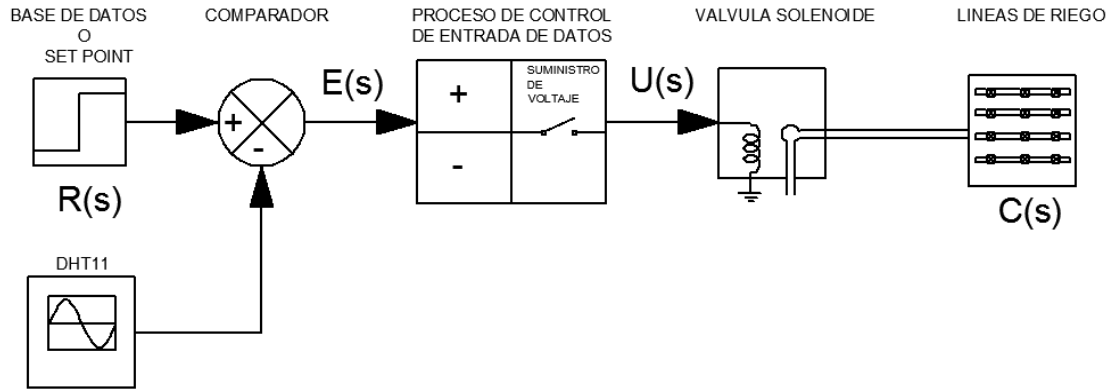 BASE DE DATOS
O
SET POINT
COMPARADOR
PROCESO DE CONTROL
DE ENTRADA DE DATOS
VALVULA SOLENOIDE
LINEAS DE RIEGO
R(s)
+
-
E(s)
+
-
SUMINISTRO
DE
VOLTAJE
U(s)
C(s)
DHT11